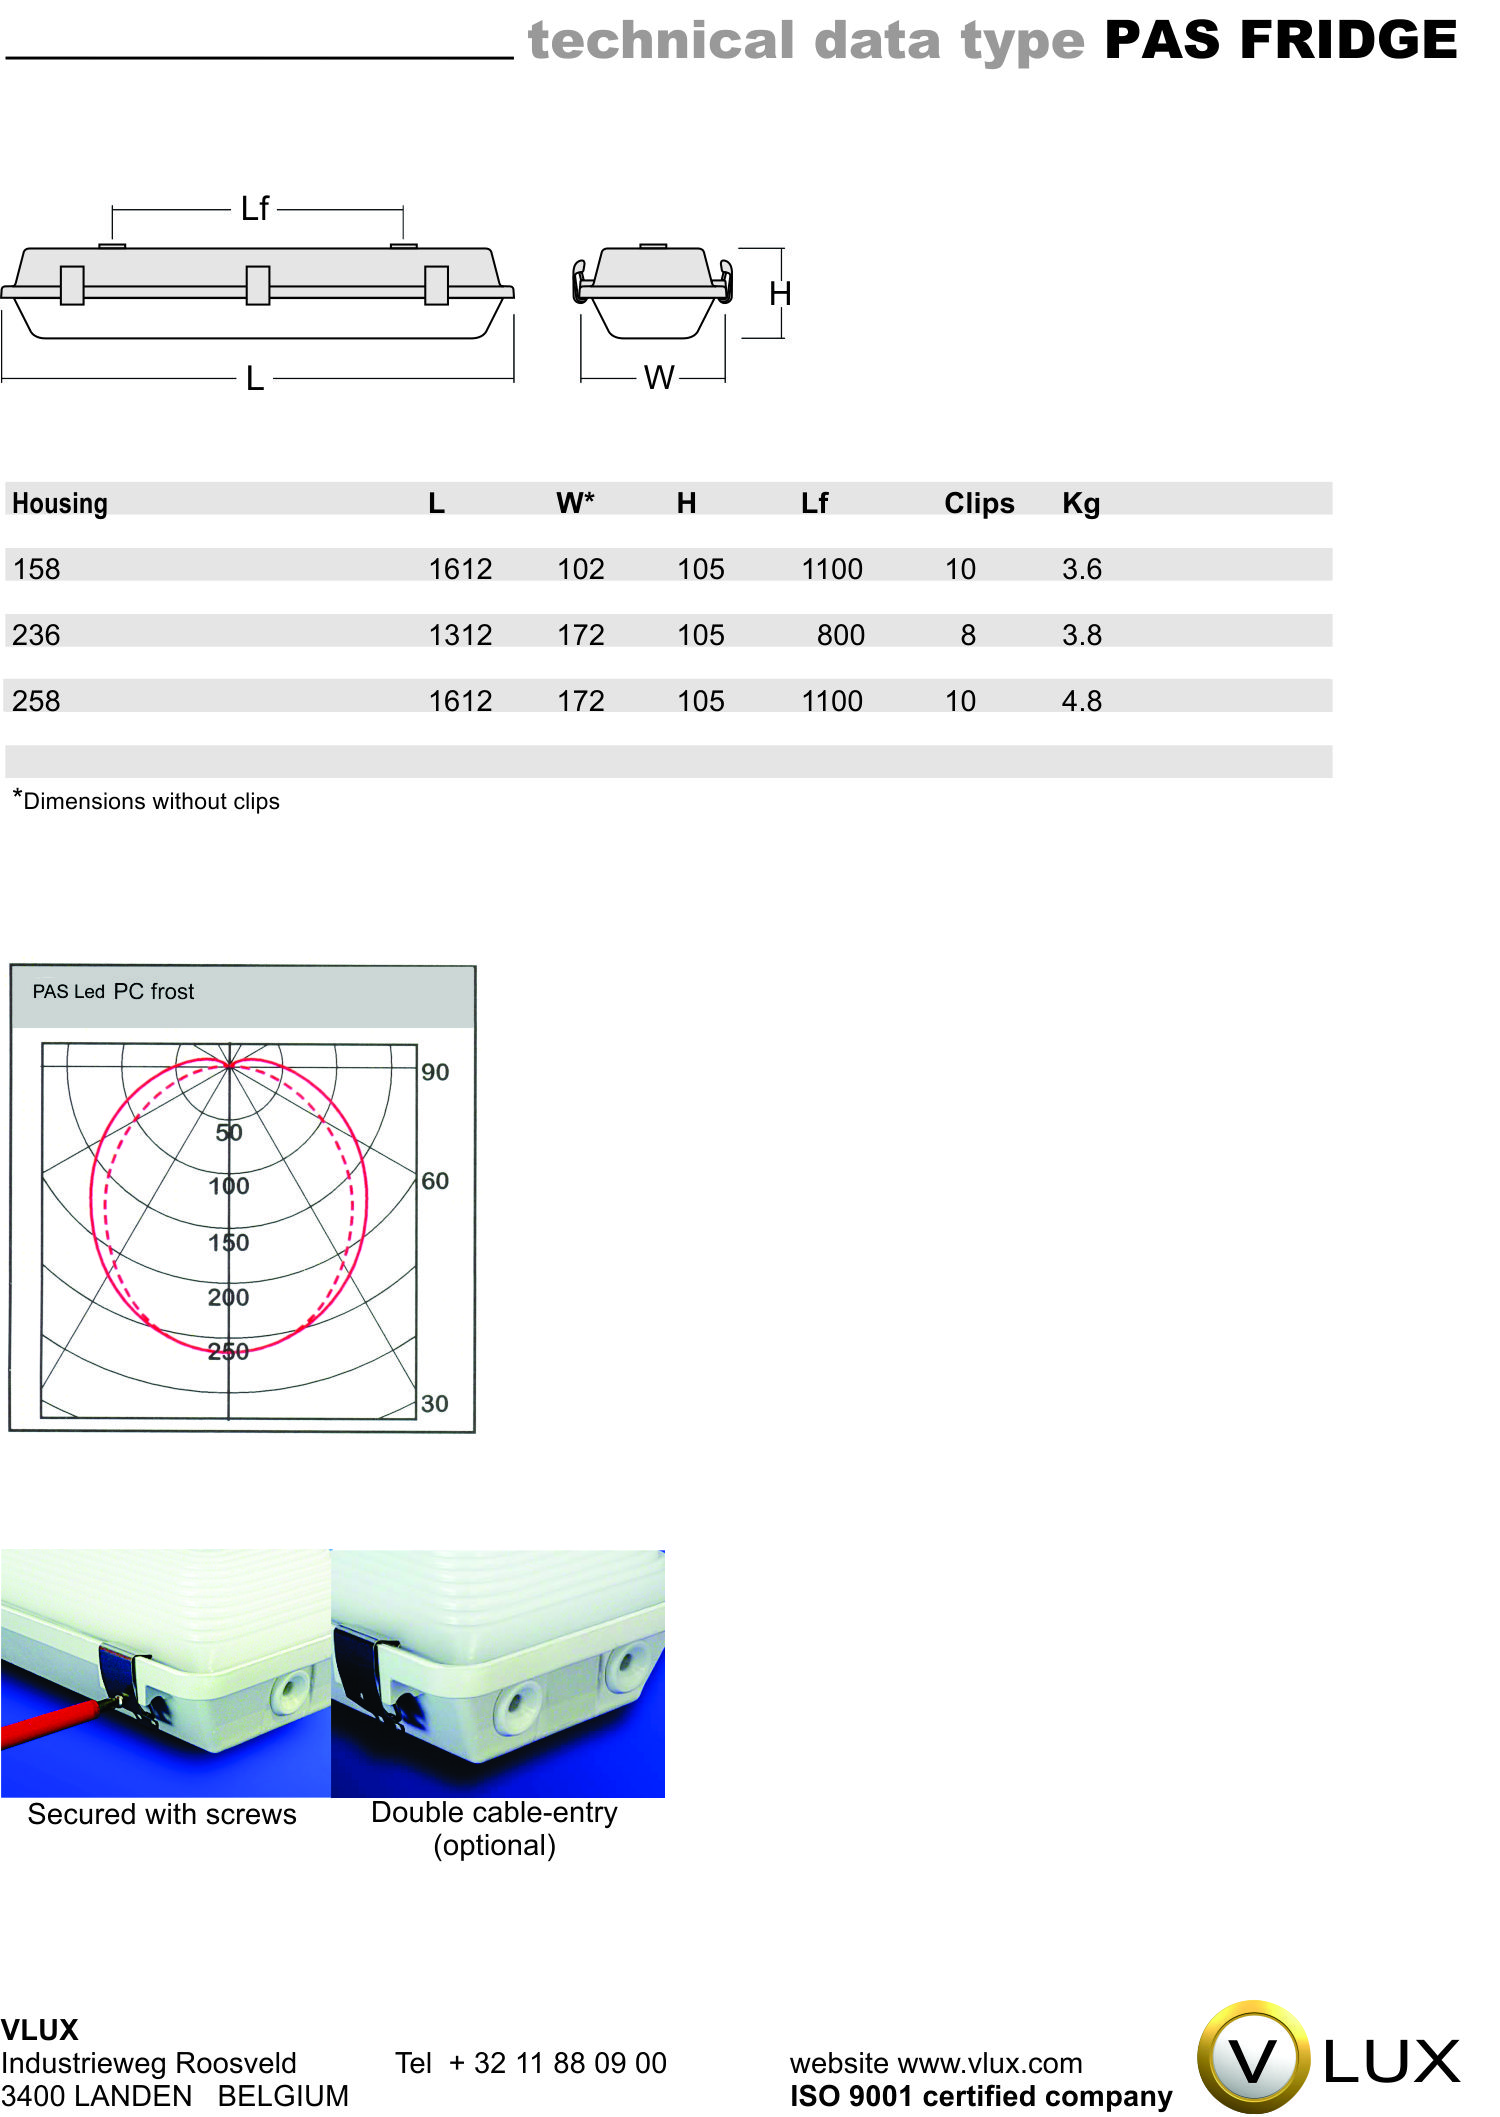 technical data type PAS FRIDGE
Lf
H
L
W
Housing L W* H Lf Clips Kg
158 1612 102 105 1100 10 3.6
236 1312 172 105 800 8 3.8
258 1612 172 105 1100 10 4.8
*Dimensions without clips
PAS Led PC frost
90
50
60
100
150
200
250
30
Secured with screws
Double cable-entry
(optional)
VLUX
Industrieweg Roosveld Tel + 32 11 88 09 00 website www.vlux.com
3400 LANDEN BELGIUM ISO 9001 certified company
V LUX